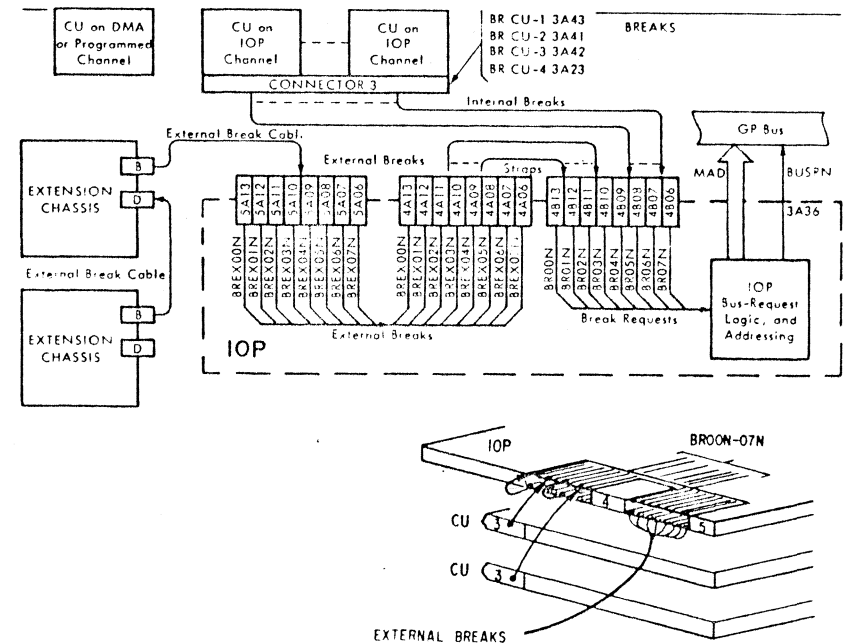 BREAKS
CU on DMA
or Programmed
Channel
CU on
IOP
Channel
CU on
IOP
Channel
CONNECTOR 3
BR CU-1 3A43
BR CU-2 3A41
BR CU-3 3A42
BR CU-4 3A23
Internal Breaks
External Break Cabl.
External Breaks
Straps
GP Bus
MAD
BUSPN
3A36
EXTENSION
CHASSIS
B
D
External Break Cable
EXTENSION
CHASSIS
B
D
5A13
5A12
5A11
5A10
5A09
5A08
5A07
5A06
4A13
4A12
4A11
4A10
4A09
4A08
4A07
4A06
4B13
4B12
4B11
4B10
4B09
4B08
4B07
4B06
BREX00N
BREX01N
BREX02N
BREX03N
BREX04N
BREX05N
BREX06N
BREX07N
BREX00N
BREX01N
BREX02N
BREX03N
BREX04N
BREX05N
BREX06N
BREX07N
BR00N
BR01N
BR02N
BR03N
BR04N
BR05N
BR06N
BR07N
External Breaks
Break Requests
IOP
Bus-Request
Logic, and
Addressing
IOP
IOP
BROON-07N
4
5
CU
3
CU
3
EXTERNAL BREAKS